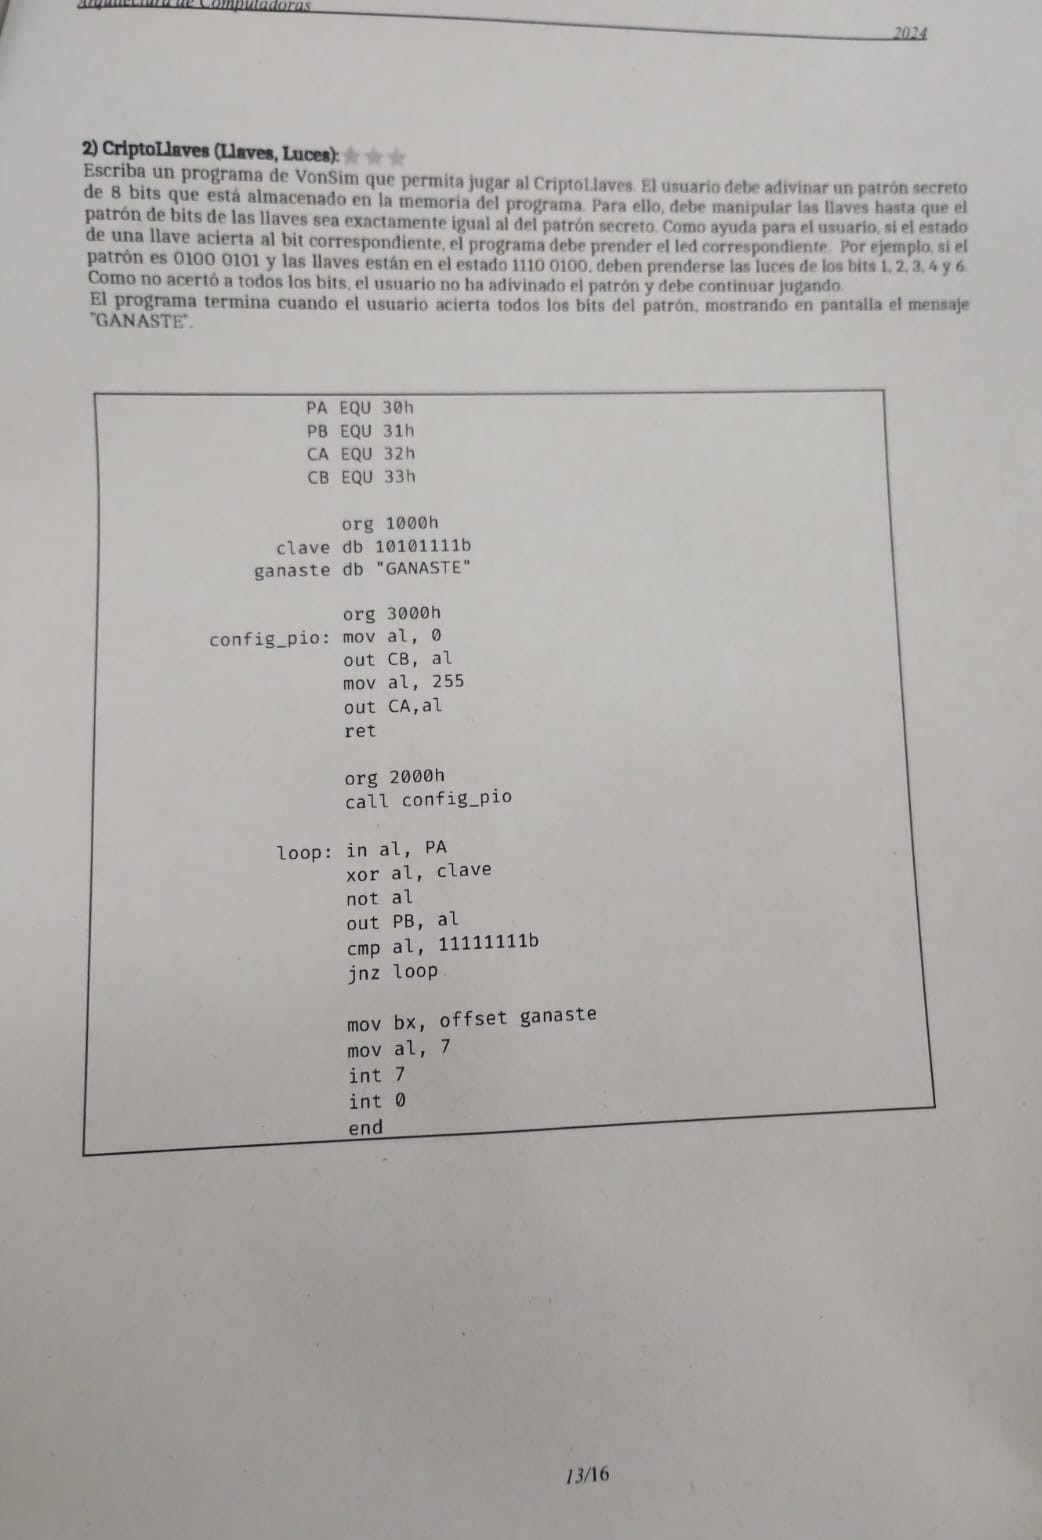 Arquitectura de Computadoras
2024
2) CriptoLlaves (Llaves, Luces):
Escriba un programa de VonSim que permita jugar al CriptoLlaves. El usuario debe adivinar un patrón secreto
de 8 bits que está almacenado en la memoria del programa. Para ello, debe manipular las llaves hasta que el
patrón de bits de las llaves sea exactamente igual al del patrón secreto. Como ayuda para el usuario, si el estado
de una llave acierta al bit correspondiente, el programa debe prender el led correspondiente. Por ejemplo, si el
patrón es 0100 0101 y las llaves están en el estado 1110 0100, deben prenderse las luces de los bits 1, 2, 3, 4 y 6.
Como no acertó a todos los bits, el usuario no ha adivinado el patrón y debe continuar jugando.
El programa termina cuando el usuario acierta todos los bits del patrón, mostrando en pantalla el mensaje
"GANASTE".
PA EQU 30h
PB EQU 31h
CA EQU 32h
CB EQU 33h
org 1000h
clave db 10101111b
ganaste db "GANASTE"
org 3000h
config_pio: mov al, 0
out CB, al
mov al, 255
out CA,al
ret
org 2000h
call config_pio
loop: in al, PA
xor al, clave
not al
out PB, al
cmp al, 11111111b
jnz loop
mov bx, offset ganaste
mov al, 7
int 7
int 0
end
13/16